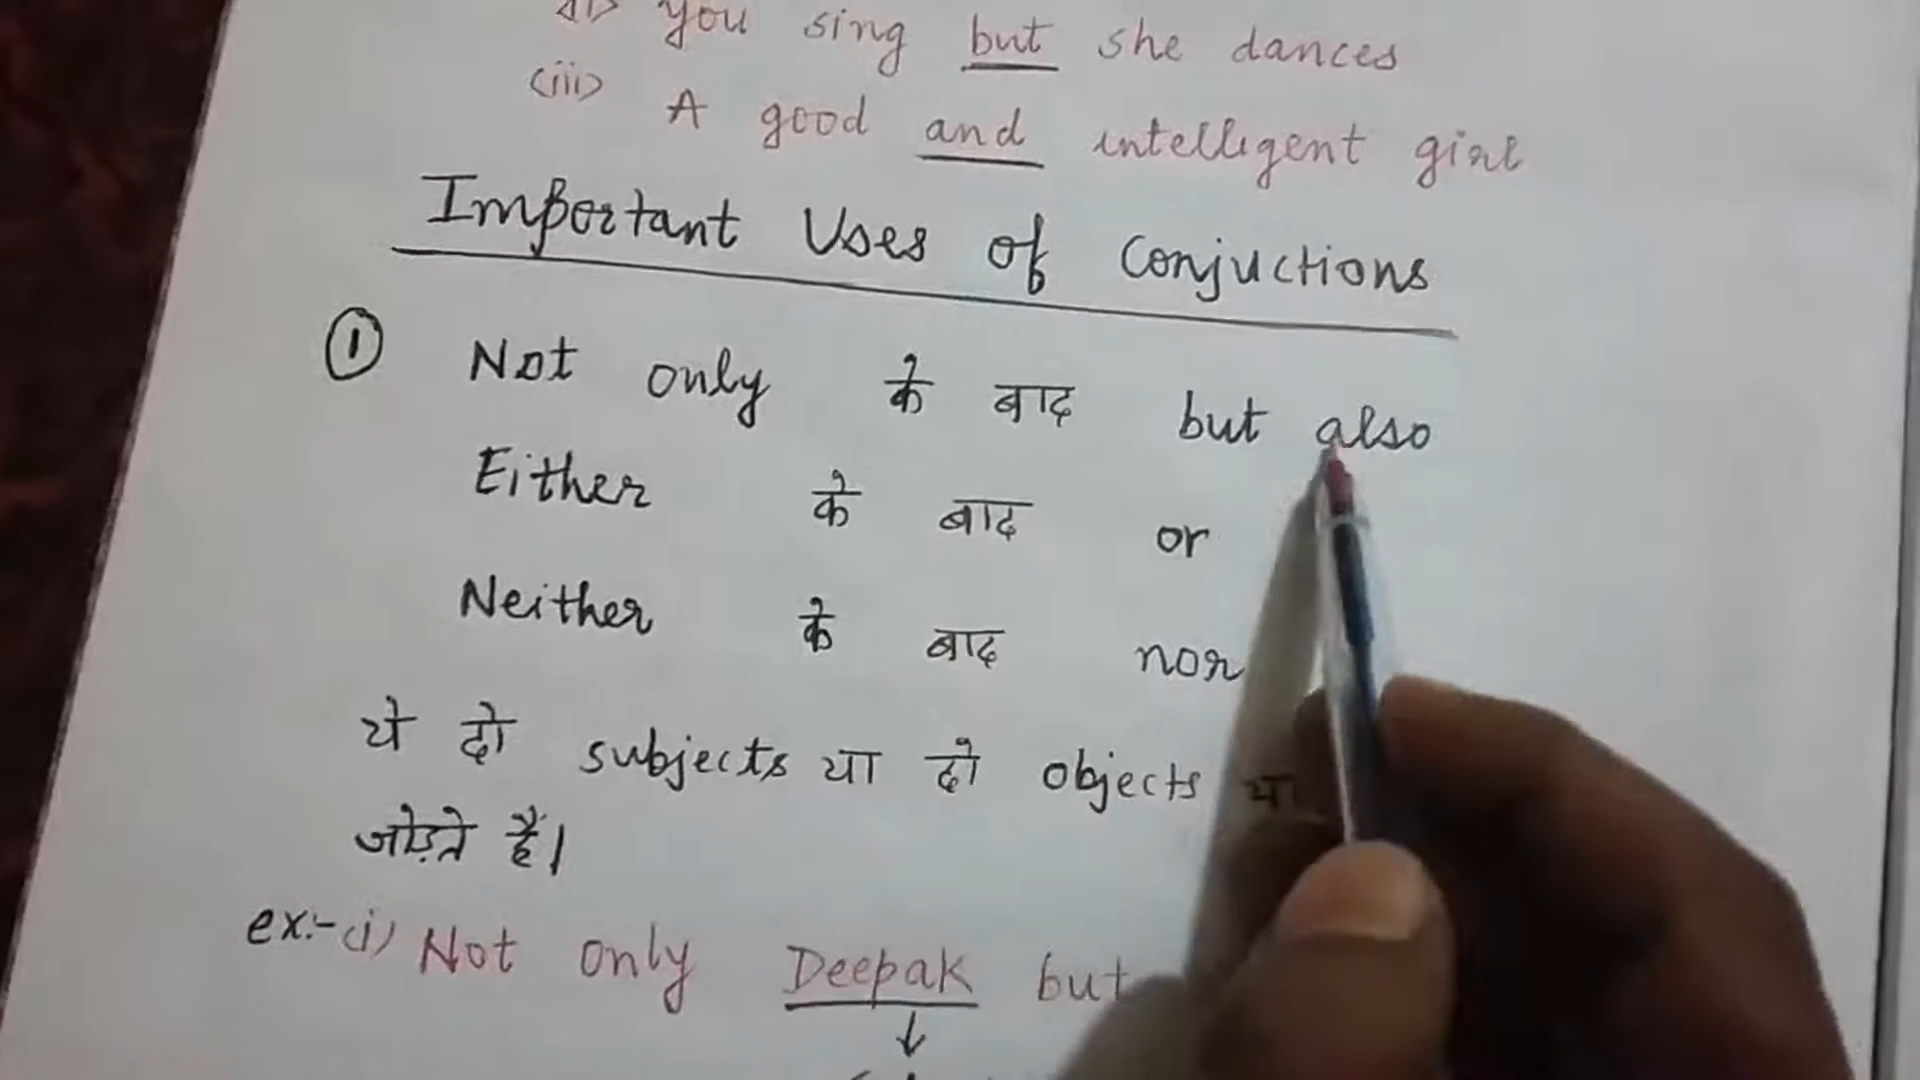 (ii) You sing but she dances
(iii) A good and intelligent girl
Important Uses of Conjuctions
① Not only के बाद but also
Either के बाद or
Neither के बाद nor
ये दो subjects या दो objects या
जोड़ते हैं।
ex:- (i) Not only Deepak but